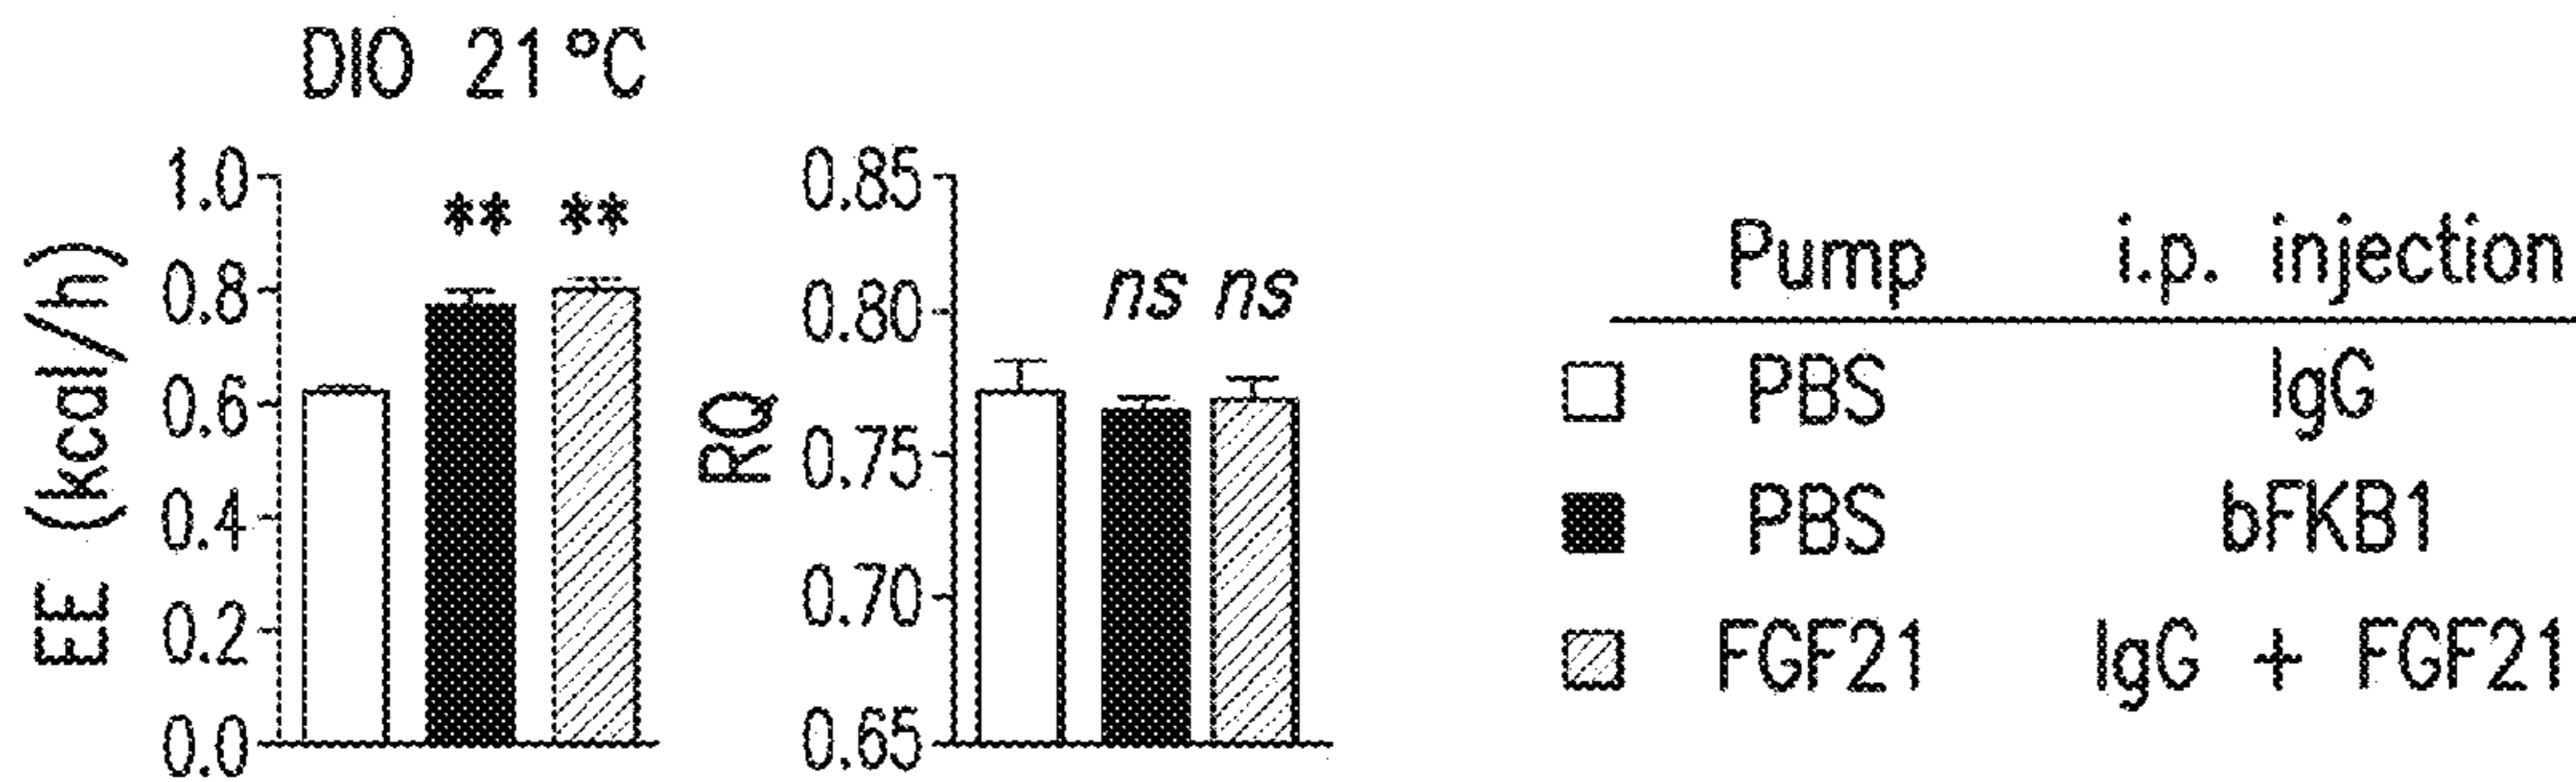 DIO 21°C
EE (kcal/h)
1.0
0.8
0.6
0.4
0.2
0.0
** **
RQ
0.85
0.80
0.75
0.70
0.65
ns ns
Pump i.p. injection
PBS IgG
PBS bFKB1
FGF21 IgG + FGF21